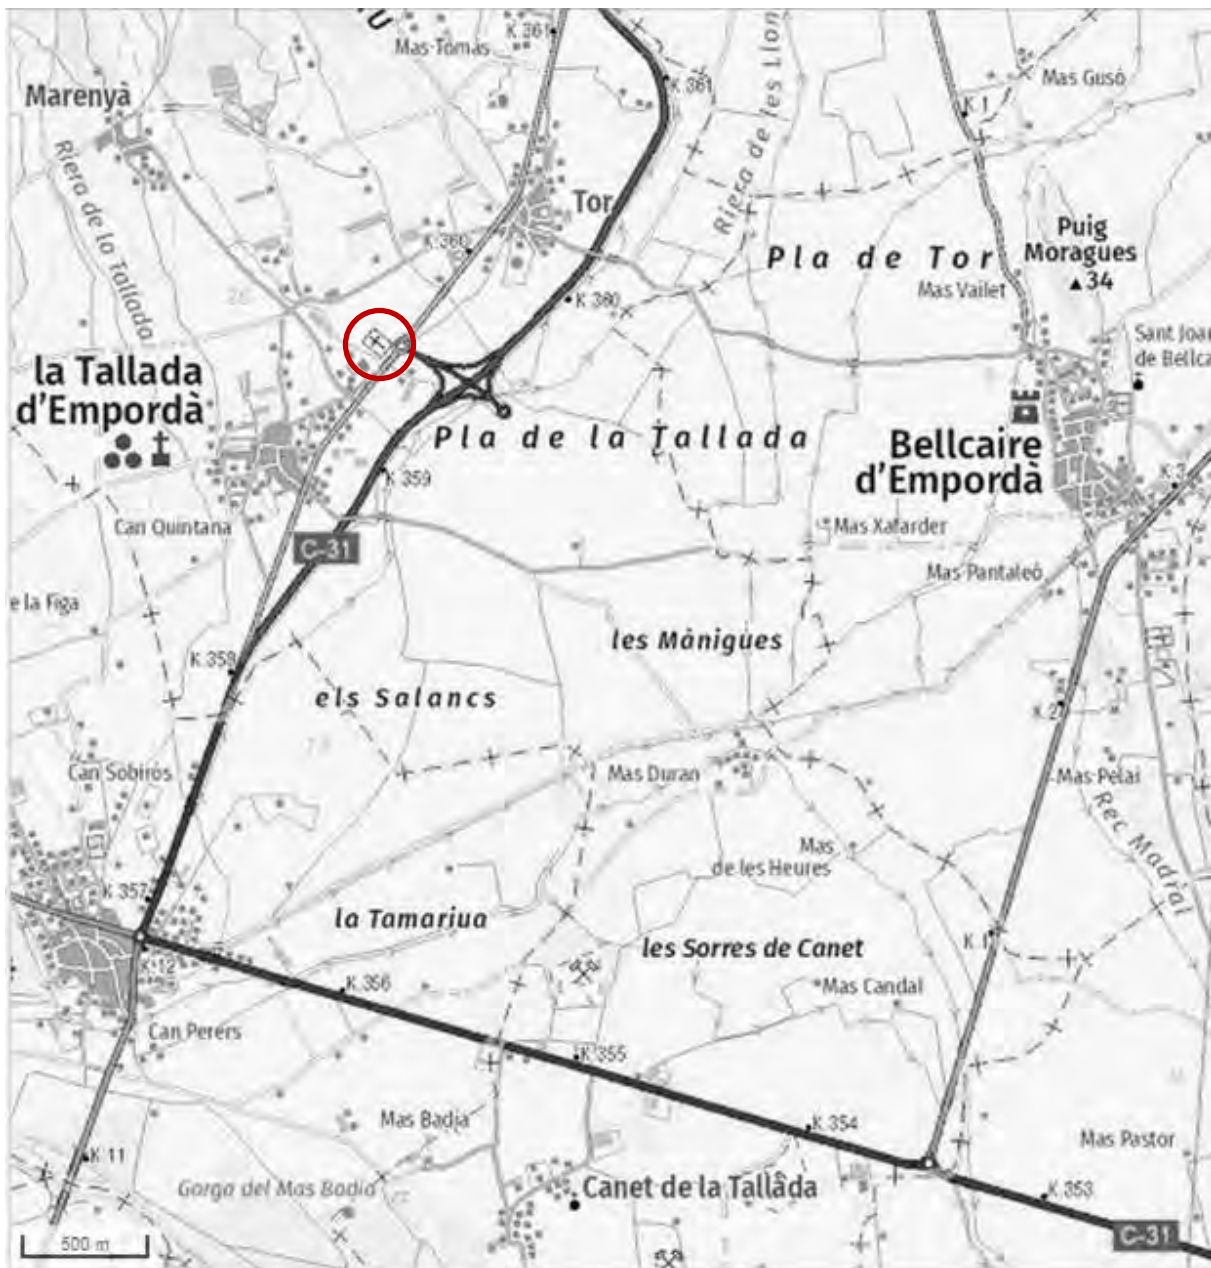 K 361
Mas Tomàs
K 361
Mas Gusó
Marenyà
K 1
Riera de les Llon
Riera de la Tallada
Tor
K 360
Puig
Moragues
34
Pla de Tor
Mas Vailet
K 360
Sant Joan
de Bellca
la Tallada
d'Empordà
Pla de la Tallada
Bellcaire
d'Empordà
K 359
K 3
Can Quintana
Mas Xafarder
C-31
Mas Pantaleó
e la Figa
les Mànigues
K 358
els Salancs
K 2
Can Sobiròs
Mas Duran
Mas Pelai
Rec Madral
Mas
de les Heures
K 357
la Tamariua
les Sorres de Canet
K 1
K 12
K 356
Mas Candal
Can Perers
K 355
Mas Badia
K 354
Mas Pastor
K 11
Gorga del Mas Badia
Canet de la Tallada
K 353
C-31
500 m